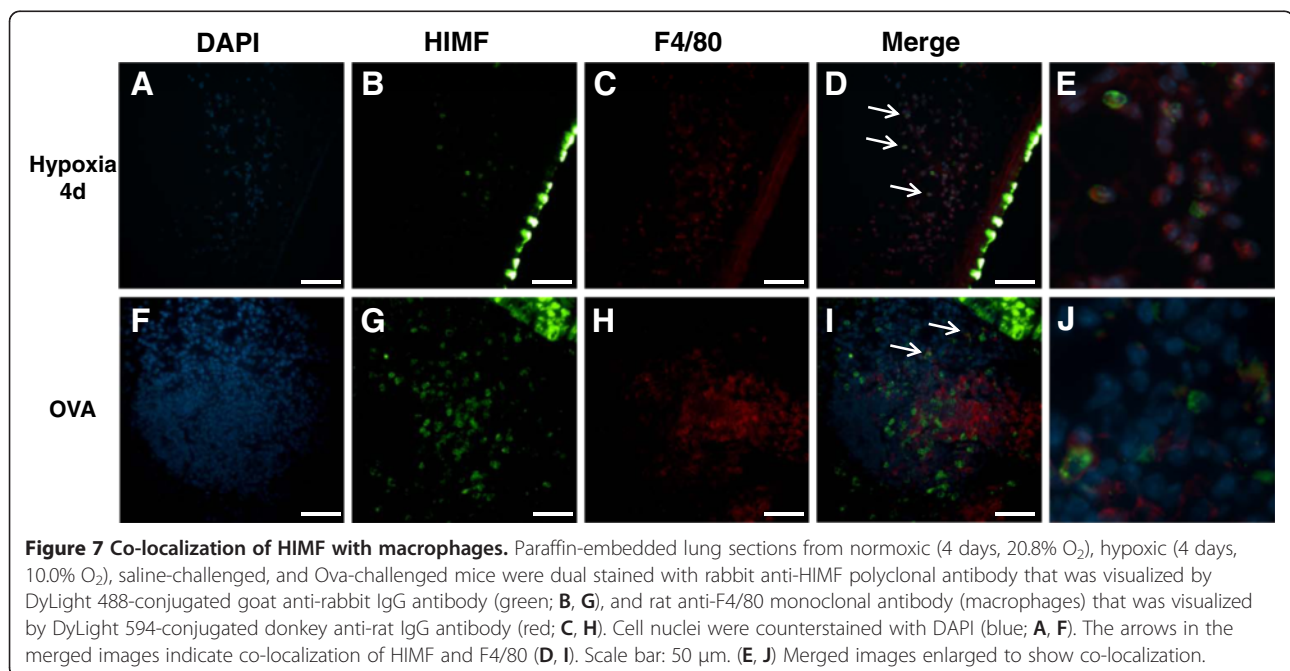 DAPI HIMF F4/80 Merge
A B C D E
Hypoxia
4d
F G H I J
OVA
Figure 7 Co-localization of HIMF with macrophages. Paraffin-embedded lung sections from normoxic (4 days, 20.8% O₂), hypoxic (4 days,
10.0% O₂), saline-challenged, and Ova-challenged mice were dual stained with rabbit anti-HIMF polyclonal antibody that was visualized by
DyLight 488-conjugated goat anti-rabbit IgG antibody (green; B, G), and rat anti-F4/80 monoclonal antibody (macrophages) that was visualized
by DyLight 594-conjugated donkey anti-rat IgG antibody (red; C, H). Cell nuclei were counterstained with DAPI (blue; A, F). The arrows in the
merged images indicate co-localization of HIMF and F4/80 (D, I). Scale bar: 50 μm. (E, J) Merged images enlarged to show co-localization.